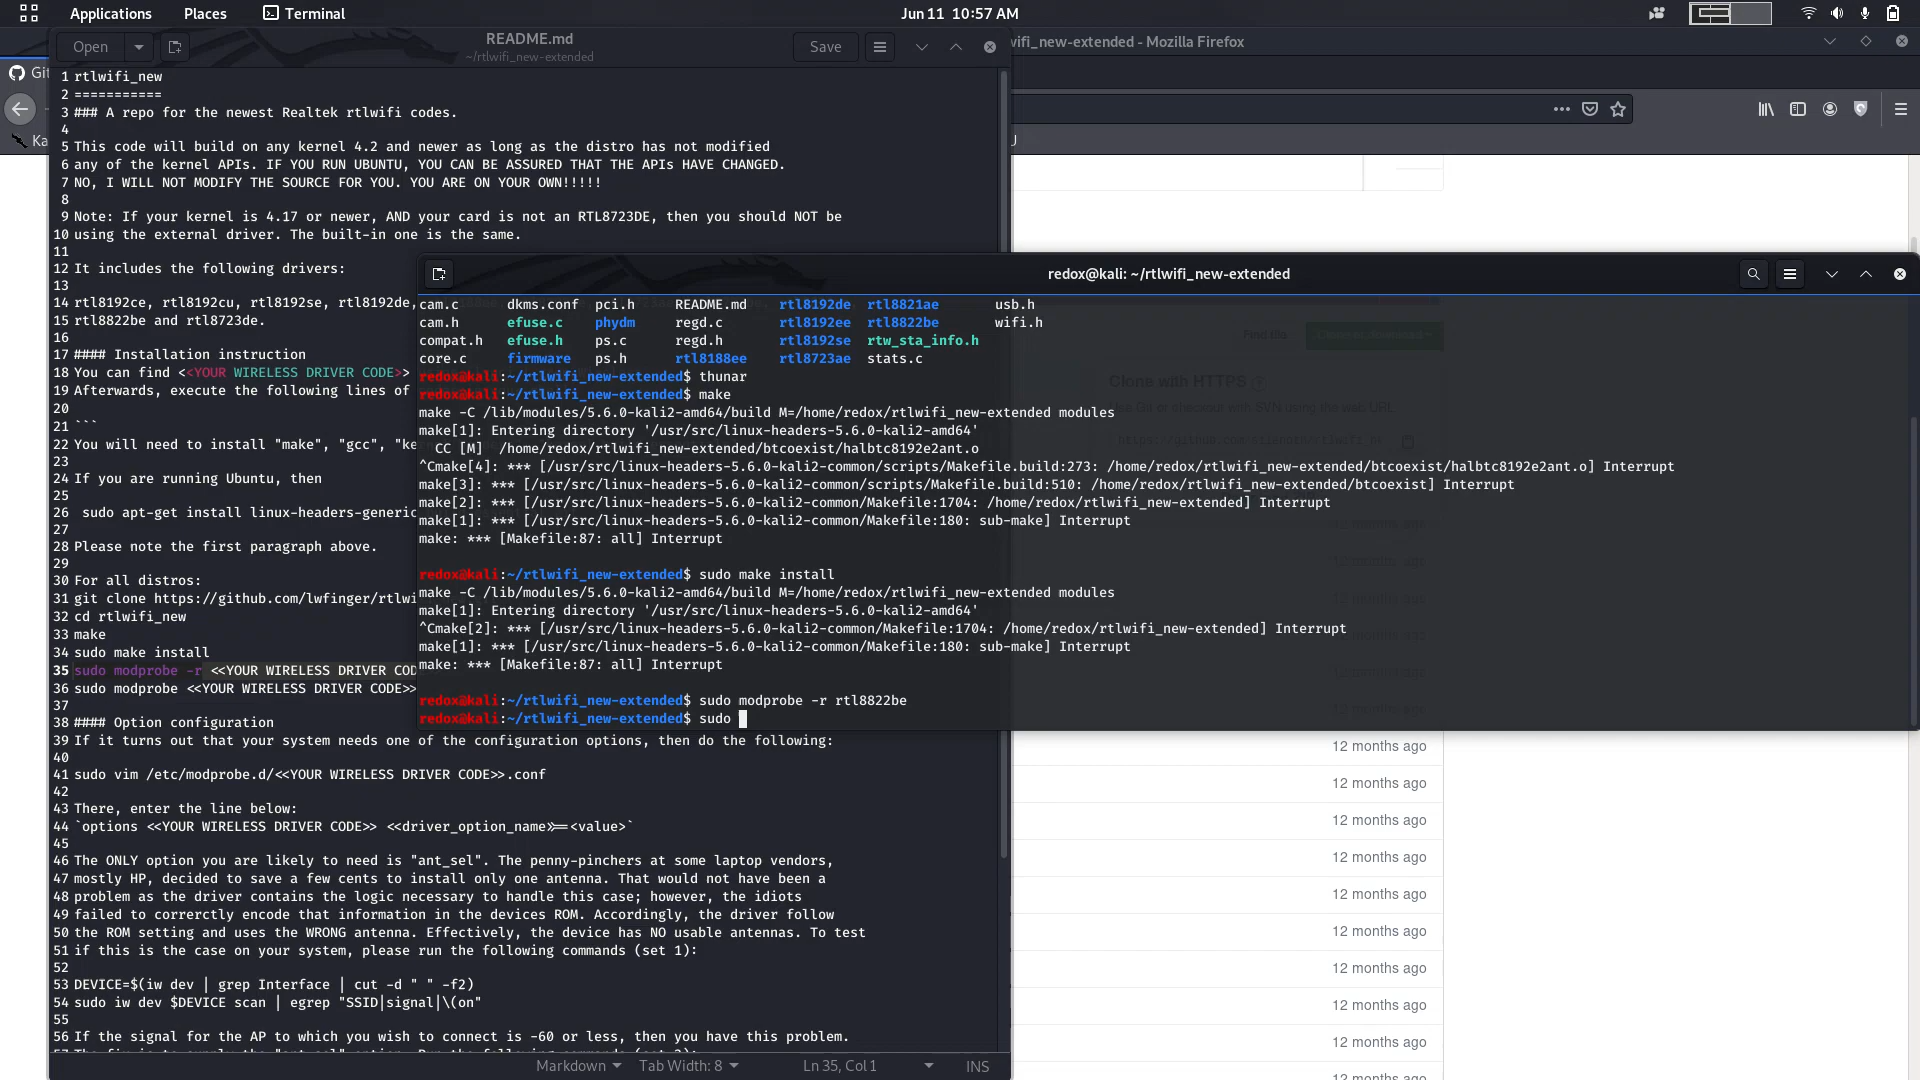 Applications
Places
Terminal
Jun 11 10:57 AM
Open
README.md
~/rtlwifi_new-extended
Save
wifi_new-extended - Mozilla Firefox
Git
Ka
1 rtlwifi_new
2 ===========
3 ### A repo for the newest Realtek rtlwifi codes.
4
5 This code will build on any kernel 4.2 and newer as long as the distro has not modified
6 any of the kernel APIs. IF YOU RUN UBUNTU, YOU CAN BE ASSURED THAT THE APIs HAVE CHANGED.
7 NO, I WILL NOT MODIFY THE SOURCE FOR YOU. YOU ARE ON YOUR OWN!!!!!
8
9 Note: If your kernel is 4.17 or newer, AND your card is not an RTL8723DE, then you should NOT be
10 using the external driver. The built-in one is the same.
11
12 It includes the following drivers:
13
14 rtl8192ce, rtl8192cu, rtl8192se, rtl8192de,
15 rtl8822be and rtl8723de.
16
17 #### Installation instruction
18 You can find <<YOUR WIRELESS DRIVER CODE>>
19 Afterwards, execute the following lines of
20
21 ```
22 You will need to install "make", "gcc", "ke
23
24 If you are running Ubuntu, then
25
26  sudo apt-get install linux-headers-generic
27
28 Please note the first paragraph above.
29
30 For all distros:
31 git clone https://github.com/lwfinger/rtlwi
32 cd rtlwifi_new
33 make
34 sudo make install
35 sudo modprobe -r <<YOUR WIRELESS DRIVER COD
36 sudo modprobe <<YOUR WIRELESS DRIVER CODE>>
37
38 #### Option configuration
39 If it turns out that your system needs one of the configuration options, then do the following:
40
41 sudo vim /etc/modprobe.d/<<YOUR WIRELESS DRIVER CODE>>.conf
42
43 There, enter the line below:
44 `options <<YOUR WIRELESS DRIVER CODE>> <<driver_option_name>>=<value>`
45
46 The ONLY option you are likely to need is "ant_sel". The penny-pinchers at some laptop vendors,
47 mostly HP, decided to save a few cents to install only one antenna. That would not have been a
48 problem as the driver contains the logic necessary to handle this case; however, the idiots
49 failed to correrctly encode that information in the devices ROM. Accordingly, the driver follow
50 the ROM setting and uses the WRONG antenna. Effectively, the device has NO usable antennas. To test
51 if this is the case on your system, please run the following commands (set 1):
52
53 DEVICE=$(iw dev | grep Interface | cut -d " " -f2)
54 sudo iw dev $DEVICE scan | egrep "SSID|signal|\(on"
55
56 If the signal for the AP to which you wish to connect is -60 or less, then you have this problem.
Markdown
Tab Width: 8
Ln 35, Col 1
INS
redox@kali: ~/rtlwifi_new-extended
cam.c dkms.conf pci.h README.md rtl8192de rtl8821ae usb.h
cam.h efuse.c phydm regd.c rtl8192ee rtl8822be wifi.h
compat.h efuse.h ps.c regd.h rtl8192se rtw_sta_info.h
core.c firmware ps.h rtl8188ee rtl8723ae stats.c
redox@kali:~/rtlwifi_new-extended$ thunar
redox@kali:~/rtlwifi_new-extended$ make
make -C /lib/modules/5.6.0-kali2-amd64/build M=/home/redox/rtlwifi_new-extended modules
make[1]: Entering directory '/usr/src/linux-headers-5.6.0-kali2-amd64'
  CC [M]  /home/redox/rtlwifi_new-extended/btcoexist/halbtc8192e2ant.o
^Cmake[4]: *** [/usr/src/linux-headers-5.6.0-kali2-common/scripts/Makefile.build:273: /home/redox/rtlwifi_new-extended/btcoexist/halbtc8192e2ant.o] Interrupt
make[3]: *** [/usr/src/linux-headers-5.6.0-kali2-common/scripts/Makefile.build:510: /home/redox/rtlwifi_new-extended/btcoexist] Interrupt
make[2]: *** [/usr/src/linux-headers-5.6.0-kali2-common/Makefile:1704: /home/redox/rtlwifi_new-extended] Interrupt
make[1]: *** [/usr/src/linux-headers-5.6.0-kali2-common/Makefile:180: sub-make] Interrupt
make: *** [Makefile:87: all] Interrupt
redox@kali:~/rtlwifi_new-extended$ sudo make install
make -C /lib/modules/5.6.0-kali2-amd64/build M=/home/redox/rtlwifi_new-extended modules
make[1]: Entering directory '/usr/src/linux-headers-5.6.0-kali2-amd64'
^Cmake[2]: *** [/usr/src/linux-headers-5.6.0-kali2-common/Makefile:1704: /home/redox/rtlwifi_new-extended] Interrupt
make[1]: *** [/usr/src/linux-headers-5.6.0-kali2-common/Makefile:180: sub-make] Interrupt
make: *** [Makefile:87: all] Interrupt
redox@kali:~/rtlwifi_new-extended$ sudo modprobe -r rtl8822be
redox@kali:~/rtlwifi_new-extended$ sudo
Clone with HTTPS
12 months ago
12 months ago
12 months ago
12 months ago
12 months ago
12 months ago
12 months ago
12 months ago
12 months ago